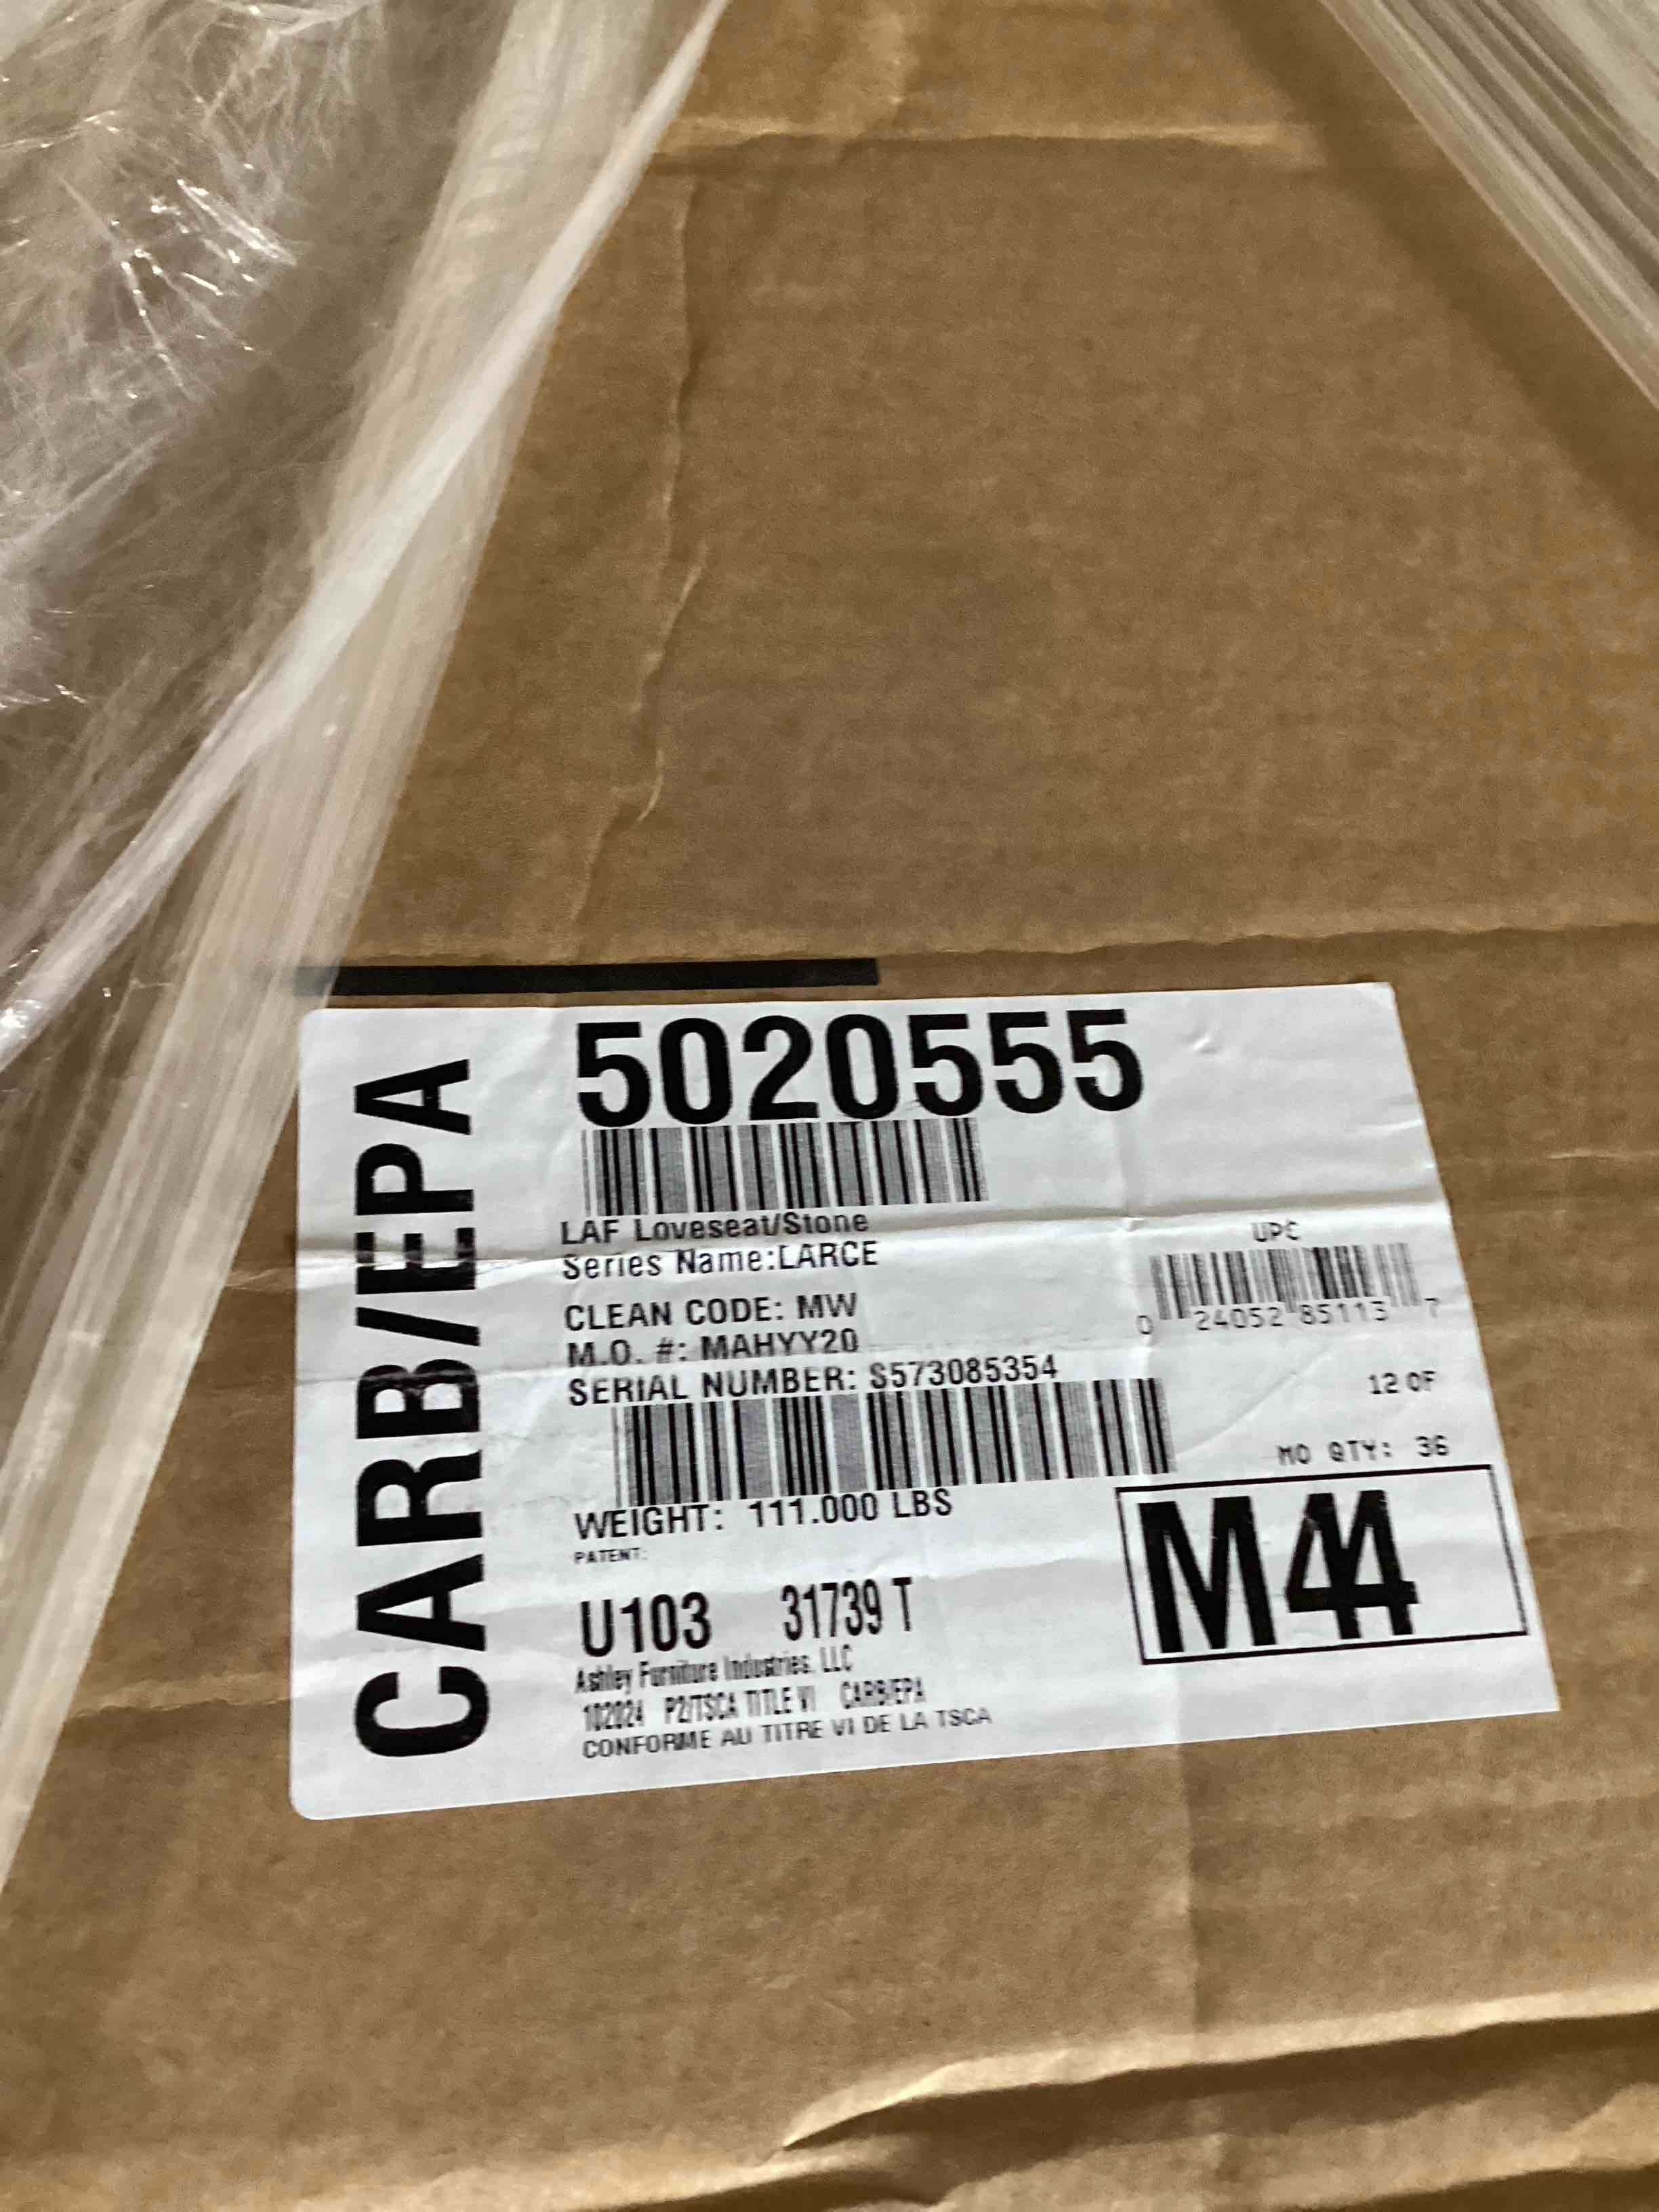 CARB/EPA
5020555
LAF Loveseat/Stone
Series Name:LARCE
UPC
0 24052 85113 7
CLEAN CODE: MW
M.O. #: MAHYY20
SERIAL NUMBER: S573085354
12 OF
MO QTY: 36
WEIGHT: 111.000 LBS
PATENT:
M44
U103 31739 T
Ashley Furniture Industries, LLC
102024 P2/TSCA TITLE VI CARB/EPA
CONFORME AU TITRE VI DE LA TSCA